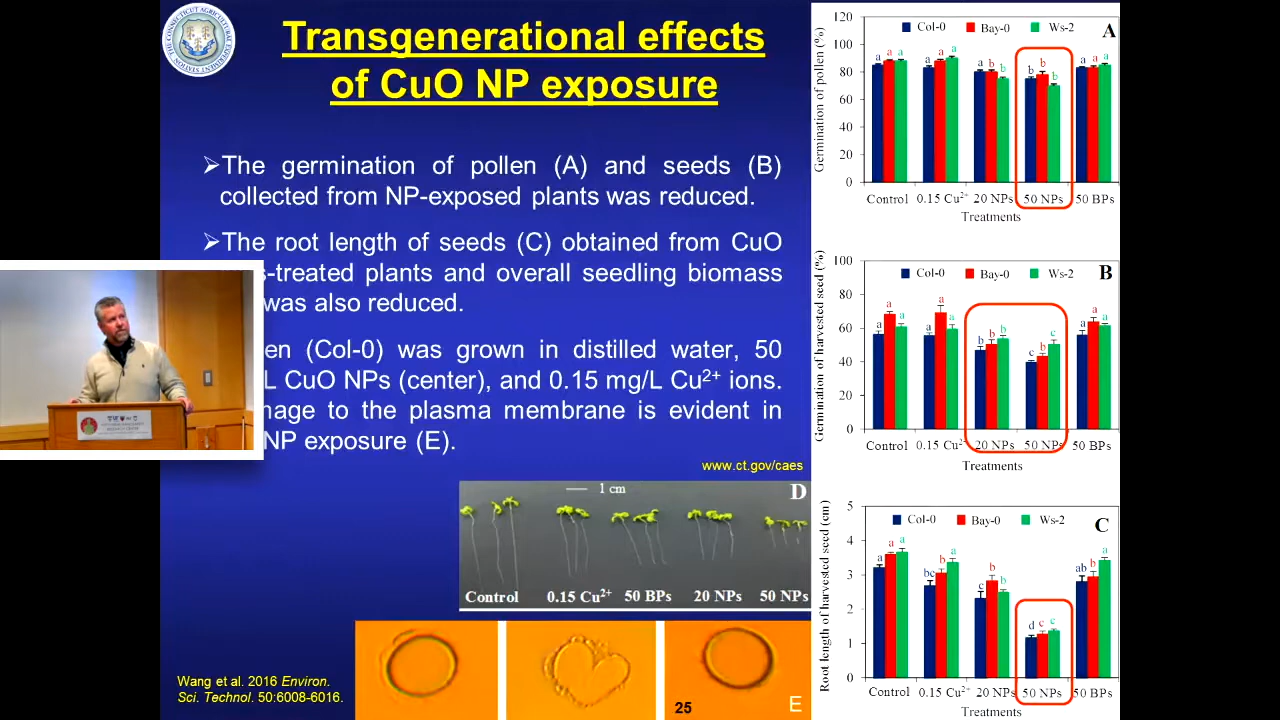 Transgenerational effects
of CuO NP exposure
THE CONNECTICUT AGRICULTURAL EXPERIMENT STATION
➢The germination of pollen (A) and seeds (B)
collected from NP-exposed plants was reduced.
➢The root length of seeds (C) obtained from CuO
-treated plants and overall seedling biomass
was also reduced.
(Col-0) was grown in distilled water, 50
L CuO NPs (center), and 0.15 mg/L Cu²⁺ ions.
to the plasma membrane is evident in
NP exposure (E).
www.ct.gov/caes
1 cm
D
Control 0.15 Cu²⁺ 50 BPs 20 NPs 50 NPs
Wang et al. 2016 Environ.
Sci. Technol. 50:6008-6016.
25
E
Germination of pollen (%)
120
100
80
60
40
20
0
Col-0 Bay-0 Ws-2
A
a a a a a a a b b b b b a a a
Control 0.15 Cu²⁺ 20 NPs 50 NPs 50 BPs
Treatments
Germination of harvested seed (%)
100
80
60
40
20
0
Col-0 Bay-0 Ws-2
B
a a a a a a b b b c b c a a a
Control 0.15 Cu²⁺ 20 NPs 50 NPs 50 BPs
Treatments
Root length of harvested seed (cm)
5
4
3
2
1
0
Col-0 Bay-0 Ws-2
C
a a a bc b a c b b d c c ab b a
Control 0.15 Cu²⁺ 20 NPs 50 NPs 50 BPs
Treatments